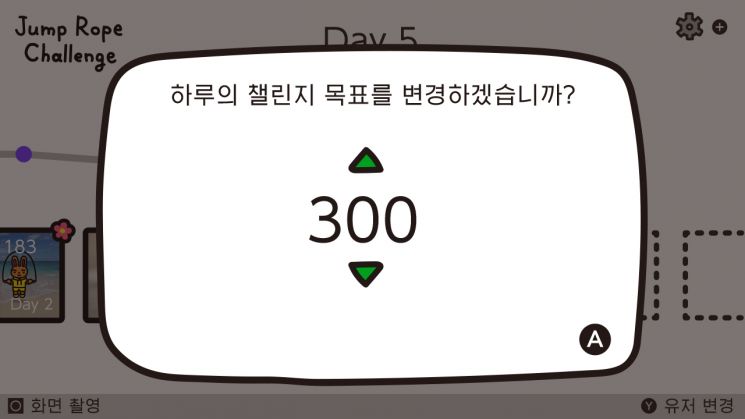 Jump Rope
Challenge
Day 5
하루의 챌린지 목표를 변경하겠습니까?
300
183
Day 2
A
화면 촬영
Y 유저 변경